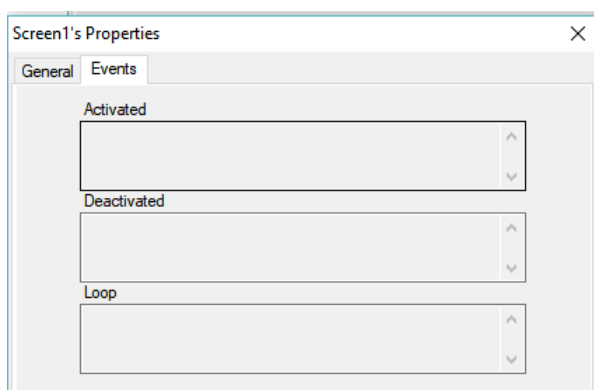 Screen1's Properties
General Events
Activated
Deactivated
Loop